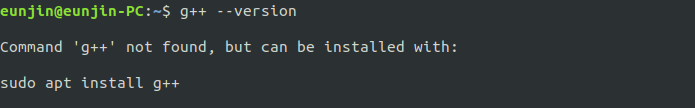 eunjin@eunjin-PC:~$ g++ --version
Command 'g++' not found, but can be installed with:
sudo apt install g++